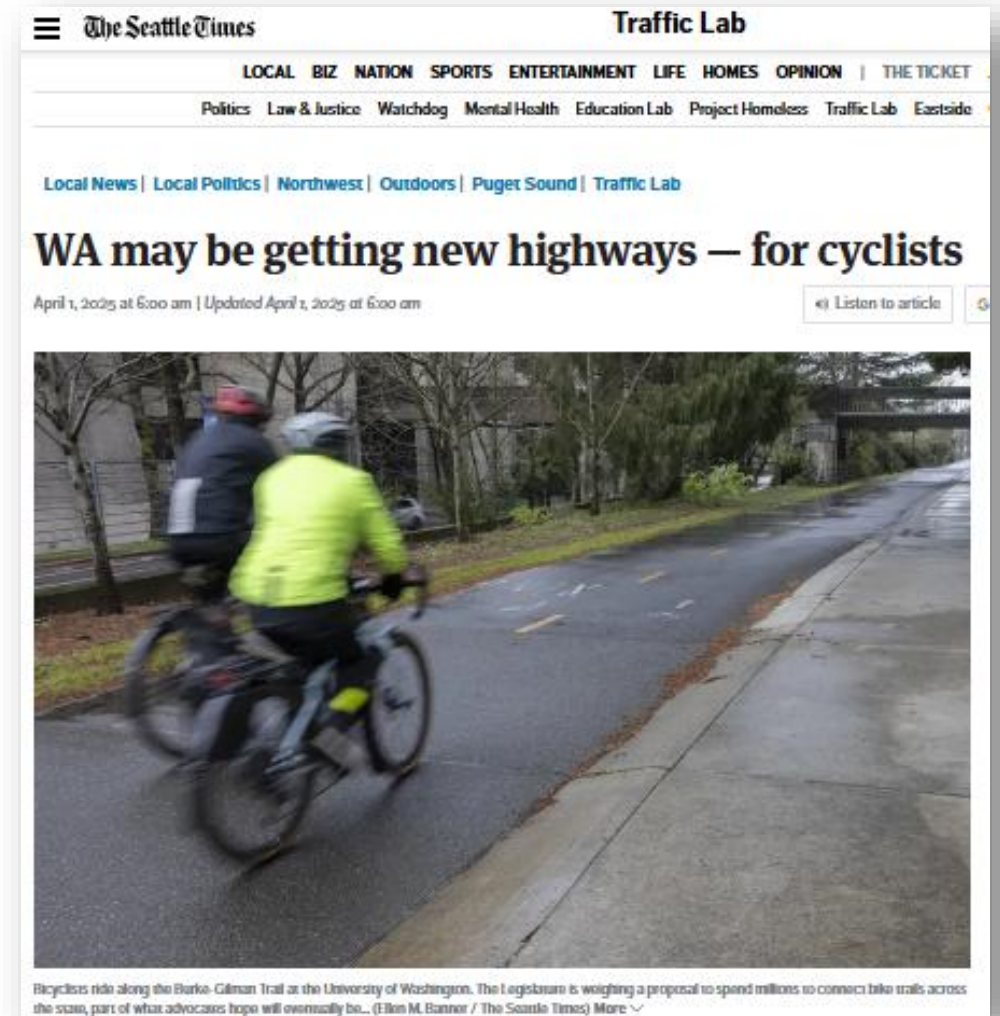 The Seattle Times
Traffic Lab
LOCAL BIZ NATION SPORTS ENTERTAINMENT LIFE HOMES OPINION | THE TICKET
Politics Law & Justice Watchdog Mental Health Education Lab Project Homeless Traffic Lab Eastside
Local News | Local Politics | Northwest | Outdoors | Puget Sound | Traffic Lab
WA may be getting new highways — for cyclists
April 1, 2025 at 6:00 am | Updated April 1, 2025 at 6:00 am
Listen to article
Bicyclists ride along the Burke-Gilman Trail at the University of Washington. The Legislature is weighing a proposal to spend millions to connect bike trails across
the state, part of what advocates hope will eventually be... (Ellen M. Banner / The Seattle Times) More